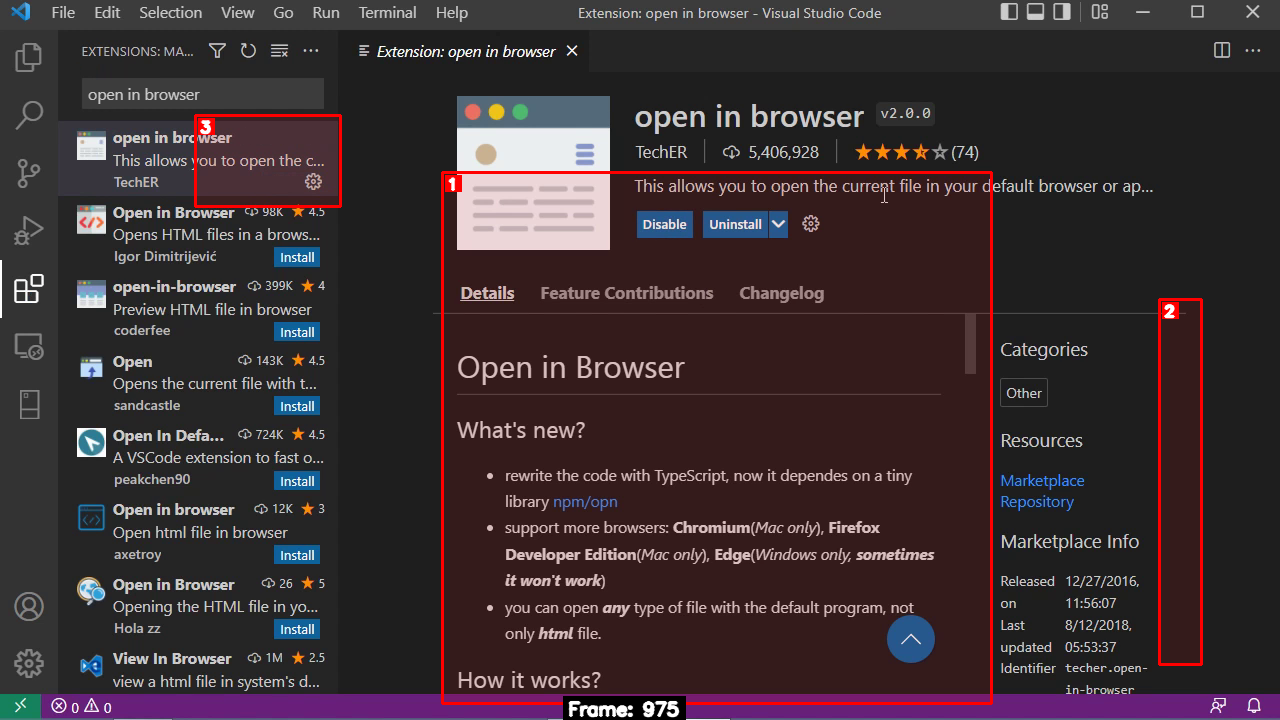 File Edit Selection View Go Run Terminal Help Extension: open in browser - Visual Studio Code
EXTENSIONS: MA...
Extension: open in browser
open in browser
3
open in browser
This allows you to open the c...
TechER
Open in Browser 98K 4.5
Opens HTML files in a brows...
Igor Dimitrijević Install
open-in-browser 399K 4
Preview HTML file in browser
coderfee Install
Open 143K 4.5
Opens the current file with t...
sandcastle Install
Open In Defa... 724K 4.5
A VSCode extension to fast o...
peakchen90 Install
Open in browser 12K 3
Open html file in browser
axetroy Install
Open in Browser 26 5
Opening the HTML file in yo...
Hola zz Install
View In Browser 1M 2.5
view a html file in system's d...
open in browser v2.0.0
TechER 5,406,928 (74)
1
This allows you to open the current file in your default browser or ap...
Disable Uninstall
Details Feature Contributions Changelog
Open in Browser
What's new?
• rewrite the code with TypeScript, now it dependes on a tiny
library npm/opn
• support more browsers: Chromium(Mac only), Firefox
Developer Edition(Mac only), Edge(Windows only, sometimes
it won't work)
• you can open any type of file with the default program, not
only html file.
How it works?
2
Categories
Other
Resources
Marketplace
Repository
Marketplace Info
Released 12/27/2016,
on 11:56:07
Last 8/12/2018,
updated 05:53:37
Identifier techer.open-
in-browser
0 0
Frame: 975